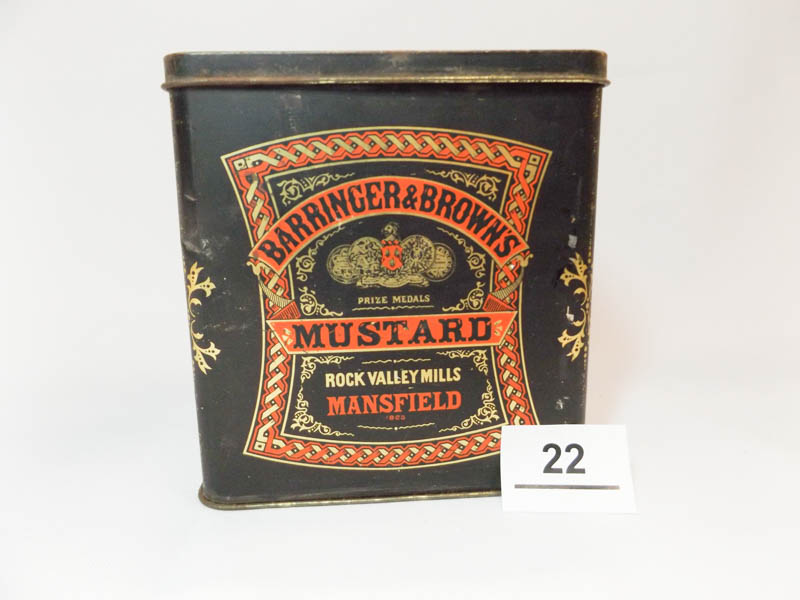 BARRINGER & BROWN'S
PRIZE MEDALS
MUSTARD
ROCK VALLEY MILLS
MANSFIELD
22